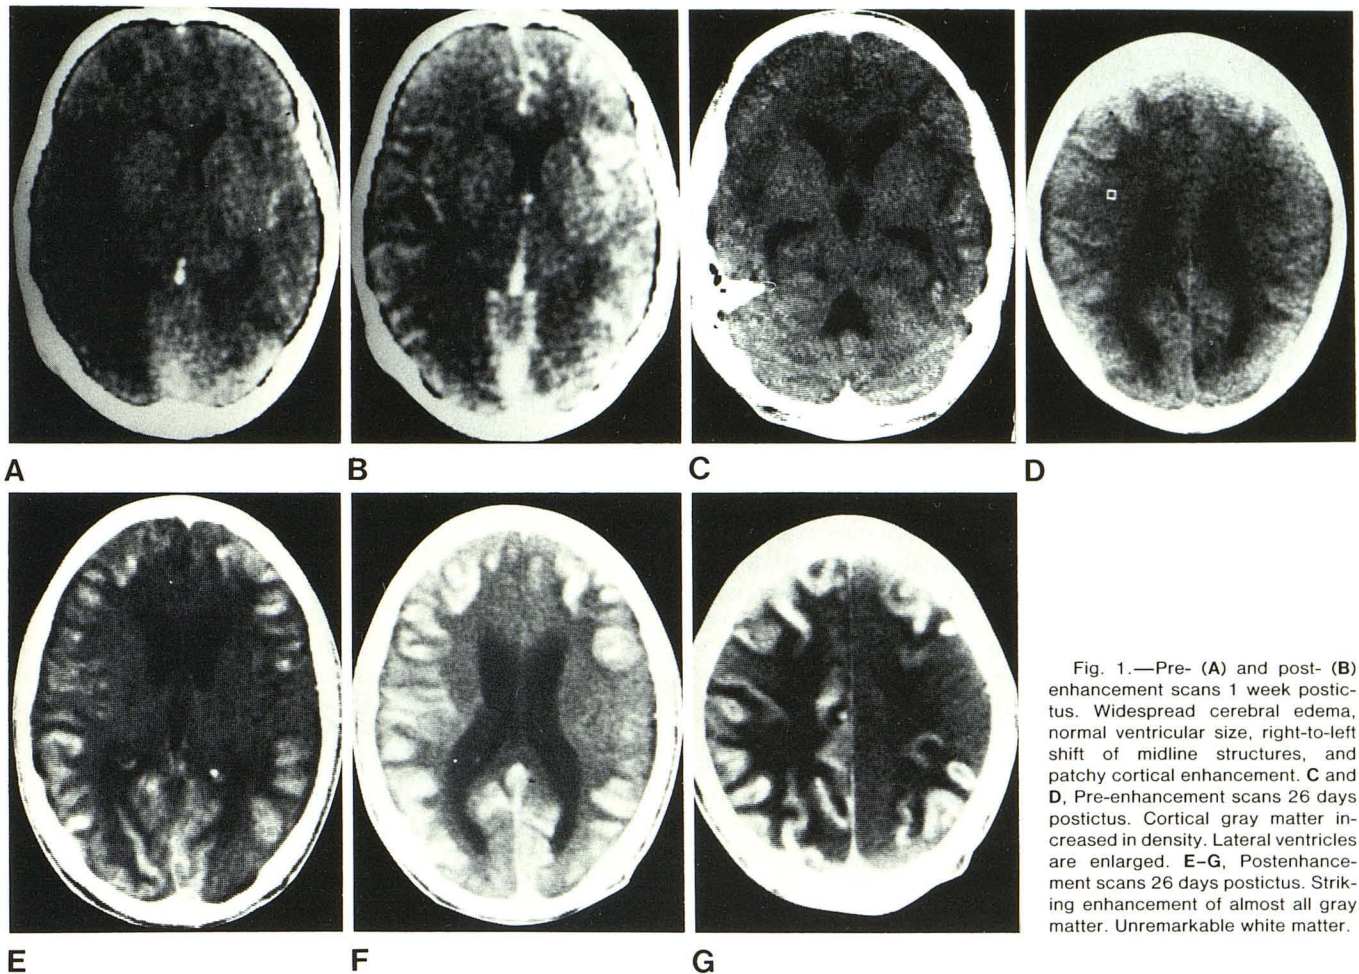 A
B
C
D
E
F
G
Fig. 1.—Pre- (A) and post- (B)
enhancement scans 1 week postic-
tus. Widespread cerebral edema,
normal ventricular size, right-to-left
shift of midline structures, and
patchy cortical enhancement. C and
D, Pre-enhancement scans 26 days
postictus. Cortical gray matter in-
creased in density. Lateral ventricles
are enlarged. E–G, Postenhance-
ment scans 26 days postictus. Strik-
ing enhancement of almost all gray
matter. Unremarkable white matter.